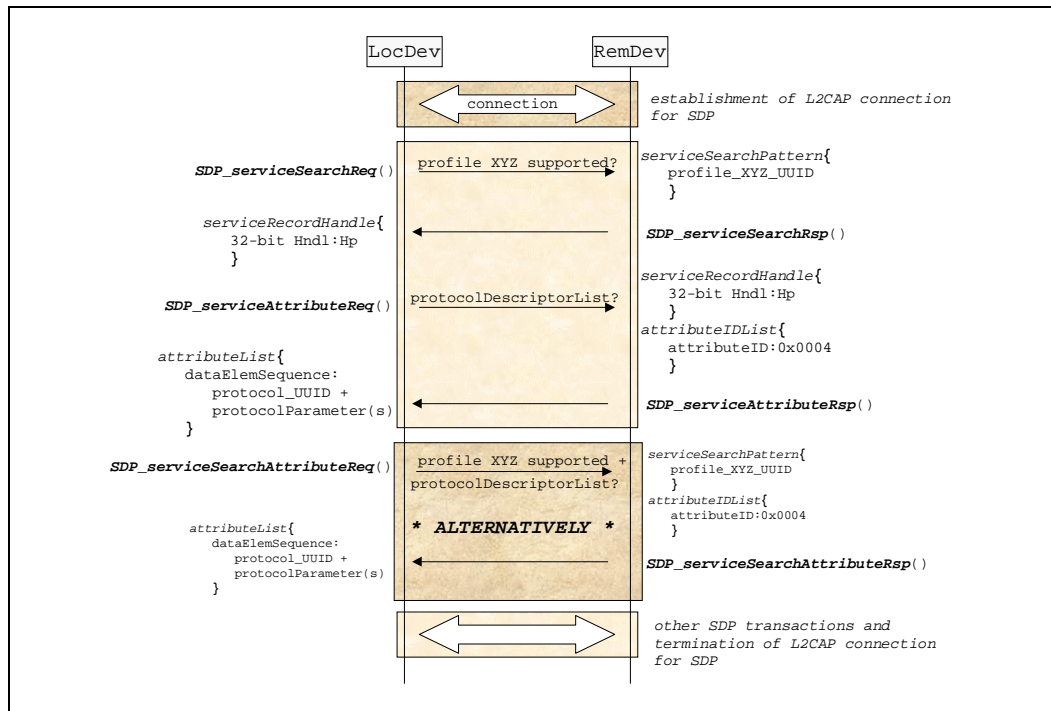 LocDev
RemDev
connection
establishment of L2CAP connection
for SDP
SDP_serviceSearchReq()
profile XYZ supported?
serviceSearchPattern{
profile_XYZ_UUID
}
serviceRecordHandle{
32-bit Hndl:Hp
}
SDP_serviceSearchRsp()
SDP_serviceAttributeReq()
protocolDescriptorList?
serviceRecordHandle{
32-bit Hndl:Hp
}
attributeIDList{
attributeID:0x0004
}
attributeList{
dataElemSequence:
protocol_UUID +
protocolParameter(s)
}
SDP_serviceAttributeRsp()
SDP_serviceSearchAttributeReq()
profile XYZ supported +
protocolDescriptorList?
serviceSearchPattern{
profile_XYZ_UUID
}
attributeIDList{
attributeID:0x0004
}
* ALTERNATIVELY *
attributeList{
dataElemSequence:
protocol_UUID +
protocolParameter(s)
}
SDP_serviceSearchAttributeRsp()
other SDP transactions and
termination of L2CAP connection
for SDP